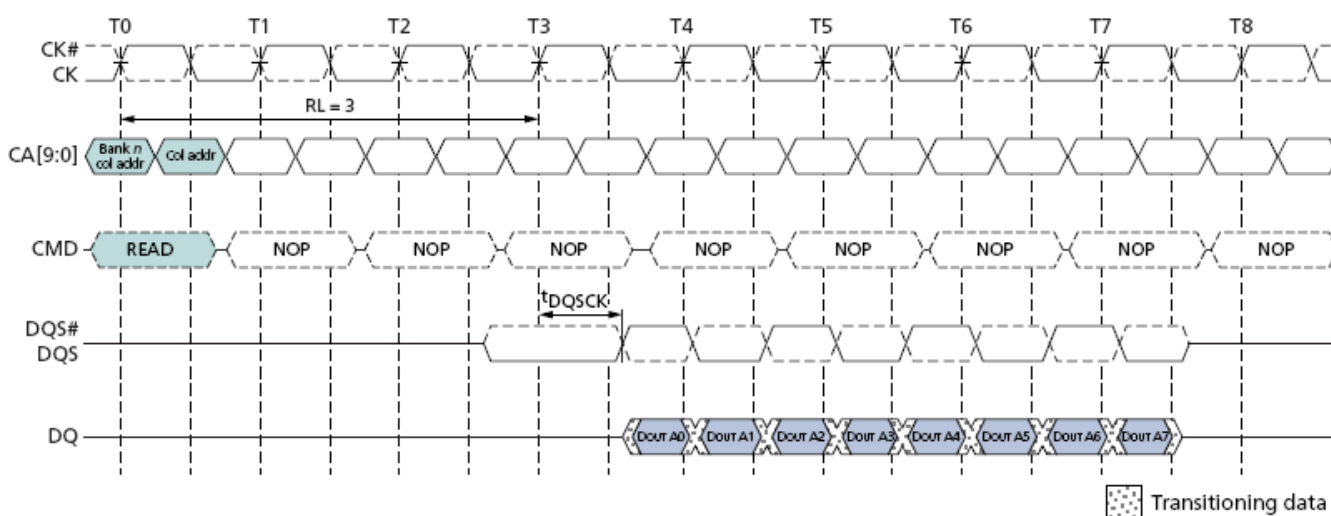 T0 T1 T2 T3 T4 T5 T6 T7 T8
CK#
CK
RL = 3
CA[9:0] Bank n col addr Col addr
CMD READ NOP NOP NOP NOP NOP NOP NOP NOP
tDQSCK
DQS#
DQS
DQ DOUT A0 DOUT A1 DOUT A2 DOUT A3 DOUT A4 DOUT A5 DOUT A6 DOUT A7
Transitioning data